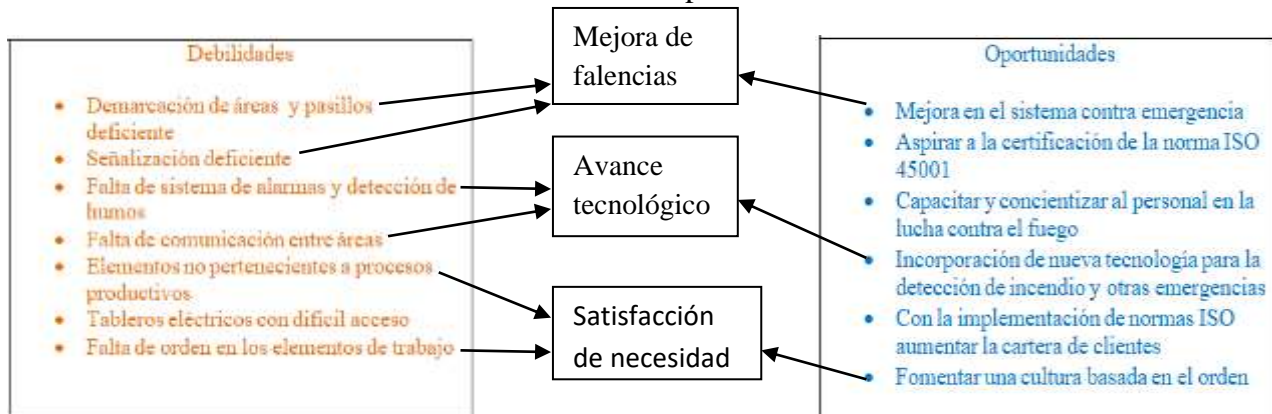 Debilidades
• Demarcación de áreas y pasillos
deficiente
• Señalización deficiente
• Falta de sistema de alarmas y detección de
humos
• Falta de comunicación entre áreas
• Elementos no pertenecientes a procesos
productivos
• Tableros eléctricos con difícil acceso
• Falta de orden en los elementos de trabajo
Mejora de
falencias
Avance
tecnológico
Satisfacción
de necesidad
Oportunidades
• Mejora en el sistema contra emergencia
• Aspirar a la certificación de la norma ISO
45001
• Capacitar y concientizar al personal en la
lucha contra el fuego
• Incorporación de nueva tecnología para la
detección de incendio y otras emergencias
• Con la implementación de normas ISO
aumentar la cartera de clientes
• Fomentar una cultura basada en el orden